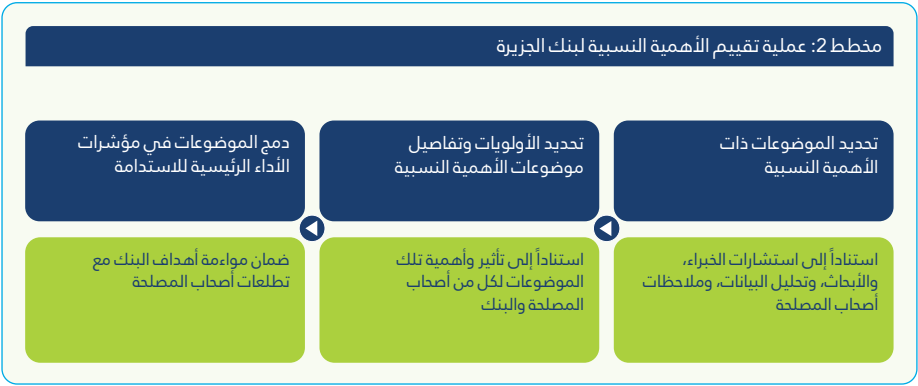 مخطط 2: عملية تقييم الأهمية النسبية لبنك الجزيرة
تحديد الموضوعات ذات
الأهمية النسبية
استناداً إلى استشارات الخبراء،
والأبحاث، وتحليل البيانات، وملاحظات
أصحاب المصلحة
تحديد الأولويات وتفاصيل
موضوعات الأهمية النسبية
استناداً إلى تأثير وأهمية تلك
الموضوعات لكل من أصحاب
المصلحة والبنك
دمج الموضوعات في مؤشرات
الأداء الرئيسية للاستدامة
ضمان مواءمة أهداف البنك مع
تطلعات أصحاب المصلحة